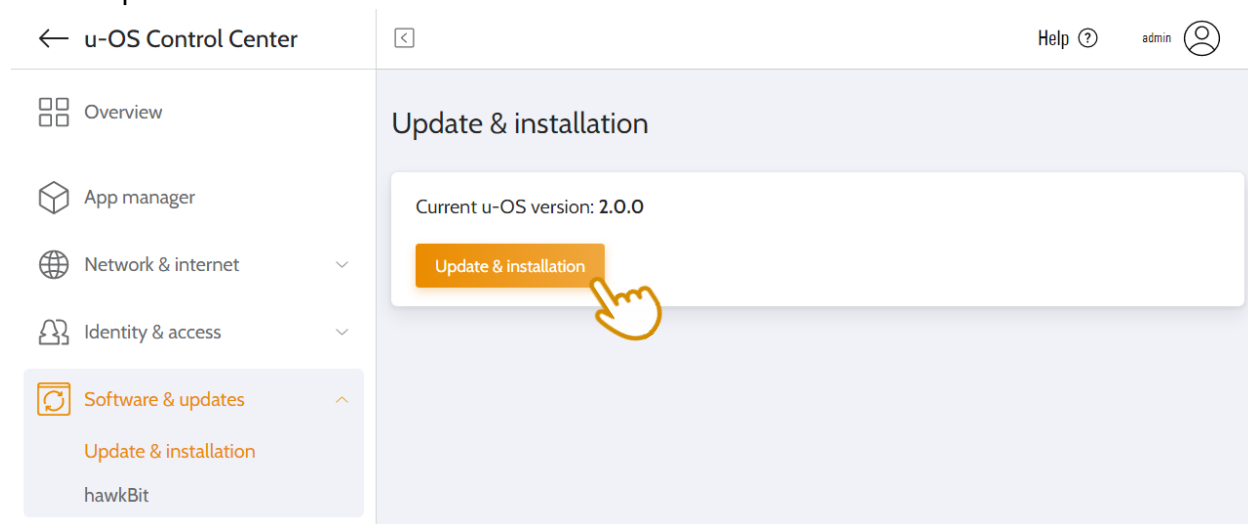 u-OS Control Center
Help
admin
Overview
Update & installation
App manager
Current u-OS version: 2.0.0
Network & internet
Update & installation
Identity & access
Software & updates
Update & installation
hawkBit